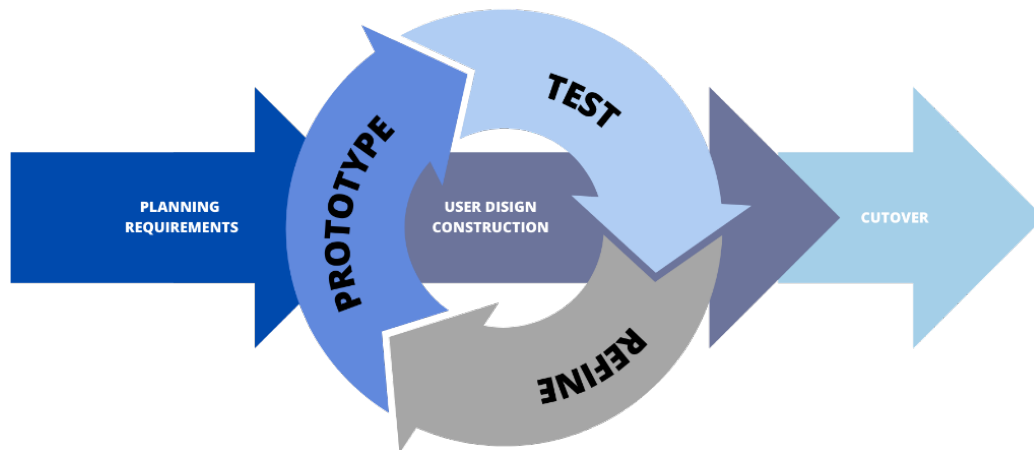 PLANNING
REQUIREMENTS
PROTOTYPE
TEST
USER DISIGN
CONSTRUCTION
REFINE
CUTOVER